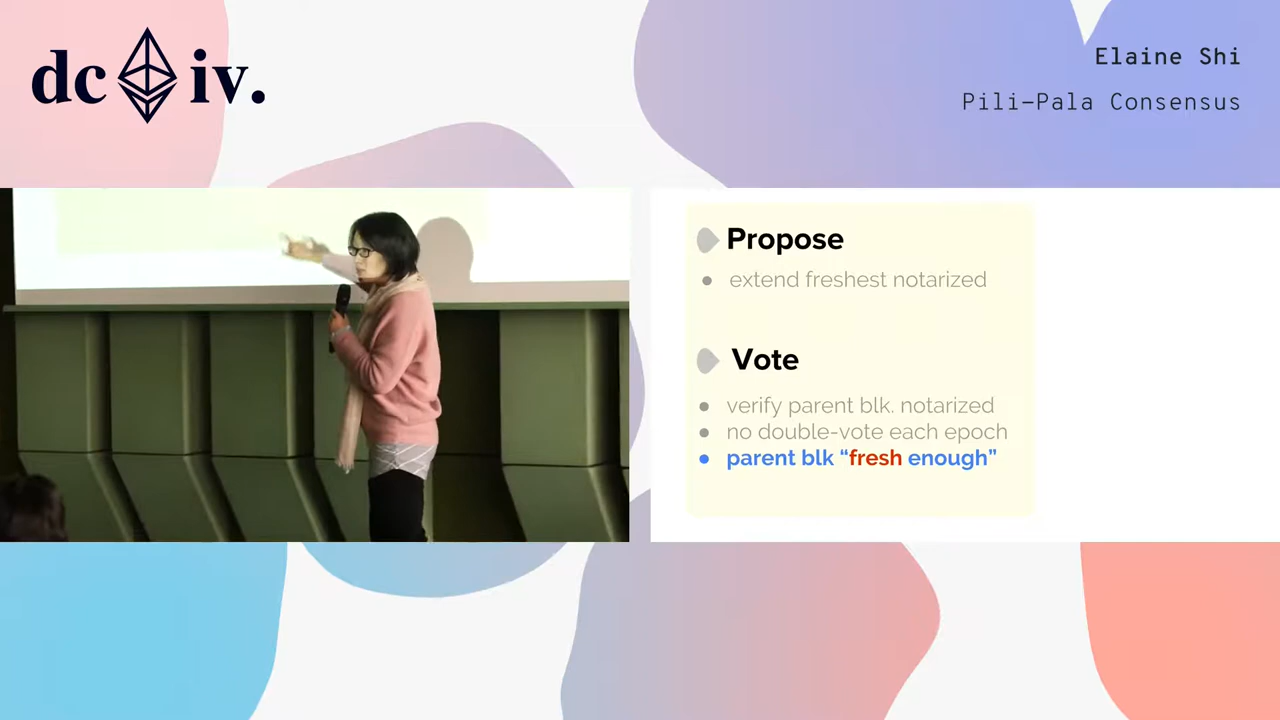 dc iv.
Elaine Shi
Pili-Pala Consensus
Propose
• extend freshest notarized
Vote
• verify parent blk. notarized
• no double-vote each epoch
• parent blk “fresh enough”